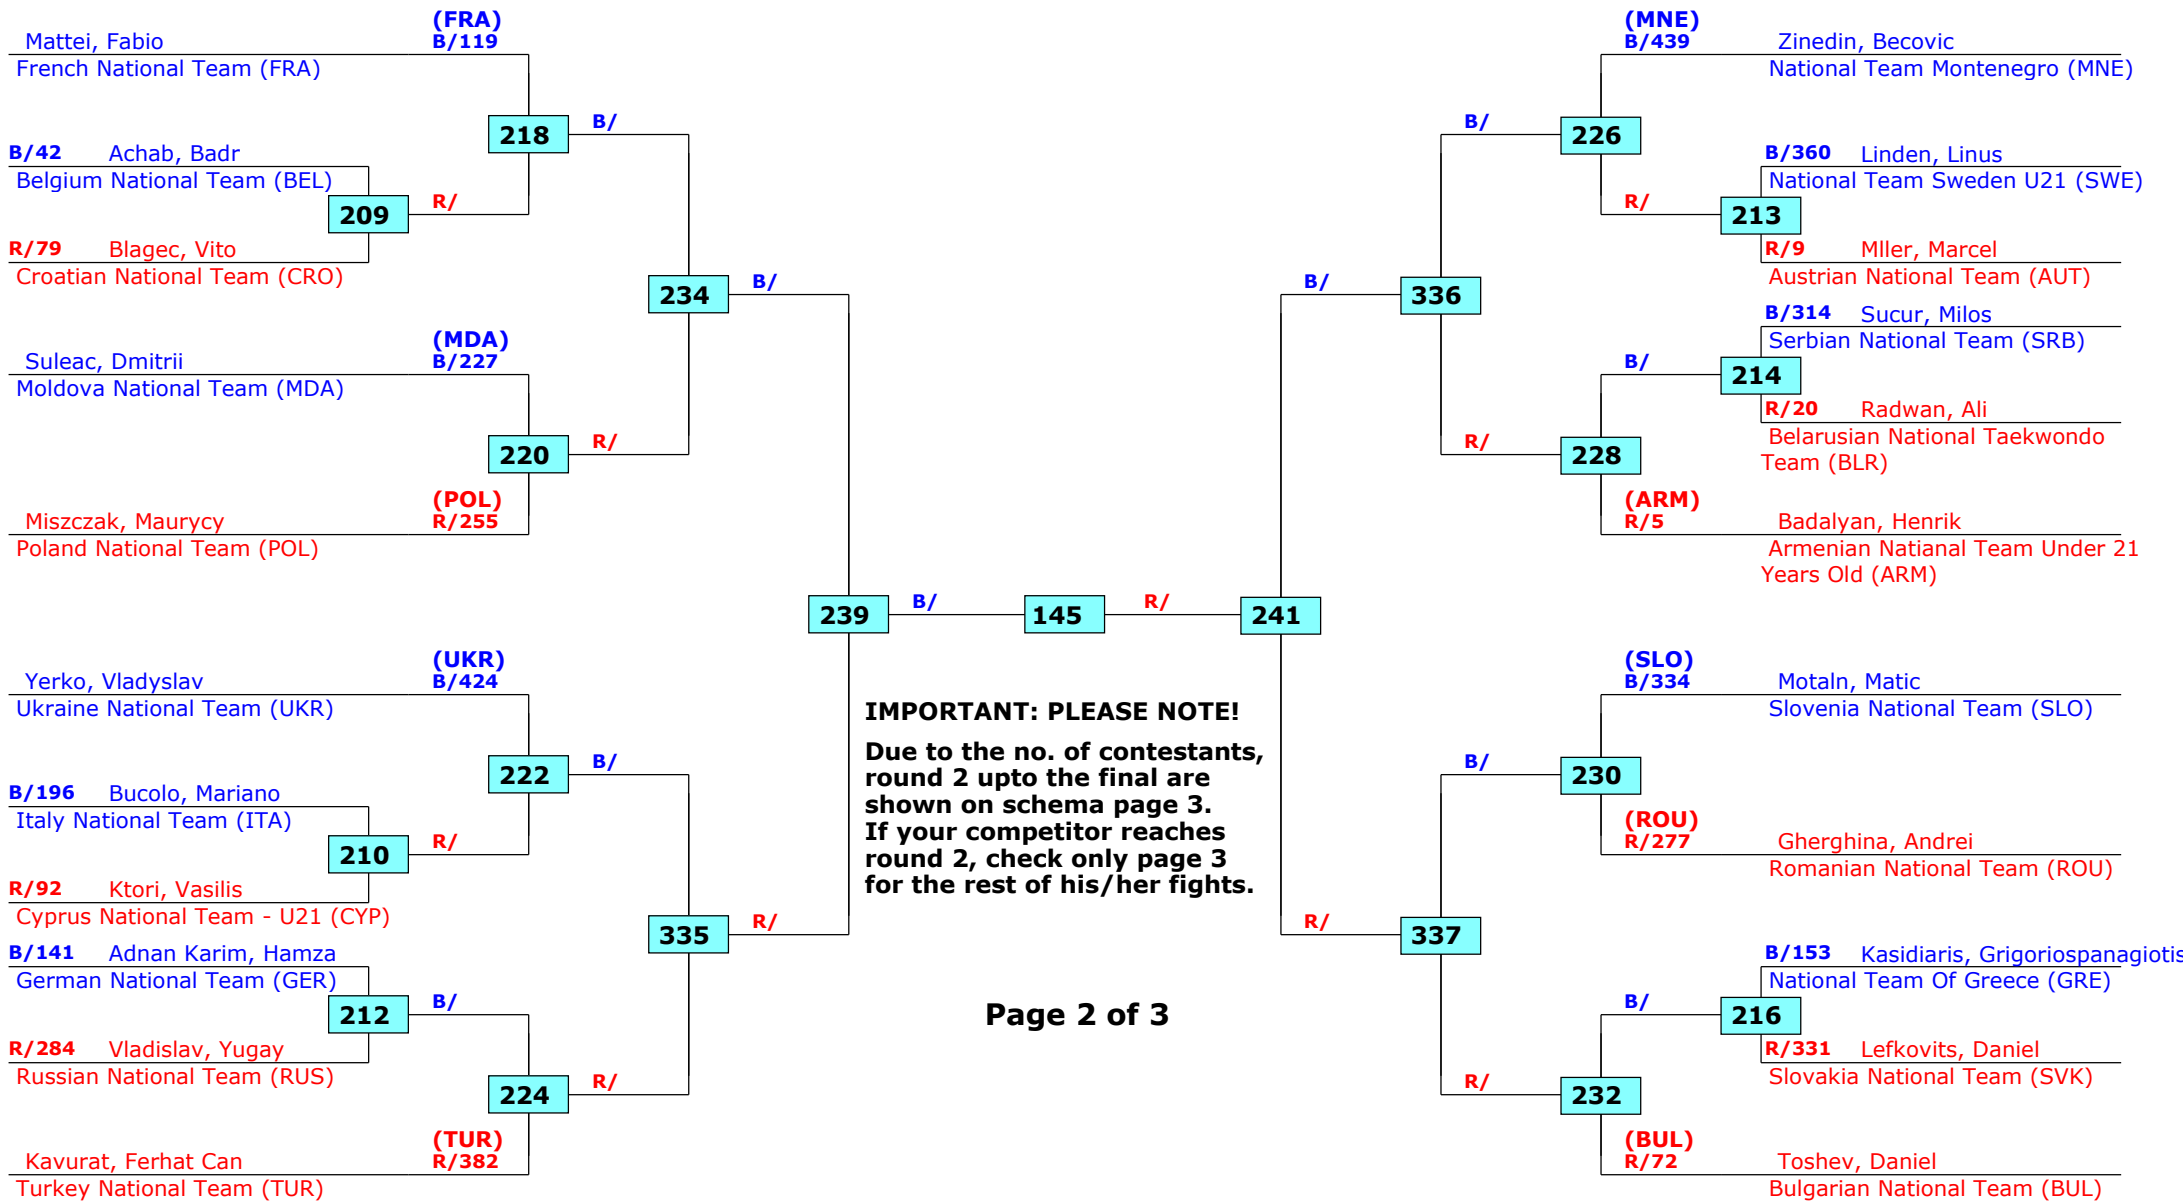 (FRA)
Mattei, Fabio B/119
French National Team (FRA)
218 B/
B/42 Achab, Badr
Belgium National Team (BEL)
209 R/
R/79 Blagec, Vito
Croatian National Team (CRO)
234 B/
(MDA)
Suleac, Dmitrii B/227
Moldova National Team (MDA)
220 R/
(POL)
Miszczak, Maurycy R/255
Poland National Team (POL)
239 B/
145 R/
241
(UKR)
Yerko, Vladyslav B/424
Ukraine National Team (UKR)
222 B/
B/196 Bucolo, Mariano
Italy National Team (ITA)
210 R/
R/92 Ktori, Vasilis
Cyprus National Team - U21 (CYP)
335 R/
B/141 Adnan Karim, Hamza
German National Team (GER)
212 B/
R/284 Vladislav, Yugay
Russian National Team (RUS)
224 R/
(TUR)
Kavurat, Ferhat Can R/382
Turkey National Team (TUR)
IMPORTANT: PLEASE NOTE!
Due to the no. of contestants,
round 2 upto the final are
shown on schema page 3.
If your competitor reaches
round 2, check only page 3
for the rest of his/her fights.
Page 2 of 3
(MNE)
B/439 Zinedin, Becovic
National Team Montenegro (MNE)
B/ 226
B/360 Linden, Linus
National Team Sweden U21 (SWE)
R/ 213
R/9 Mller, Marcel
Austrian National Team (AUT)
B/ 336
B/314 Sucur, Milos
Serbian National Team (SRB)
B/ 214
R/20 Radwan, Ali
Belarusian National Taekwondo
Team (BLR)
R/ 228
(ARM)
R/5 Badalyan, Henrik
Armenian Natianal Team Under 21
Years Old (ARM)
(SLO)
B/334 Motaln, Matic
Slovenia National Team (SLO)
B/ 230
(ROU)
R/277 Gherghina, Andrei
Romanian National Team (ROU)
R/ 337
B/153 Kasidiaris, Grigoriospanagiotis
National Team Of Greece (GRE)
B/ 216
R/331 Lefkovits, Daniel
Slovakia National Team (SVK)
R/ 232
(BUL)
R/72 Toshev, Daniel
Bulgarian National Team (BUL)